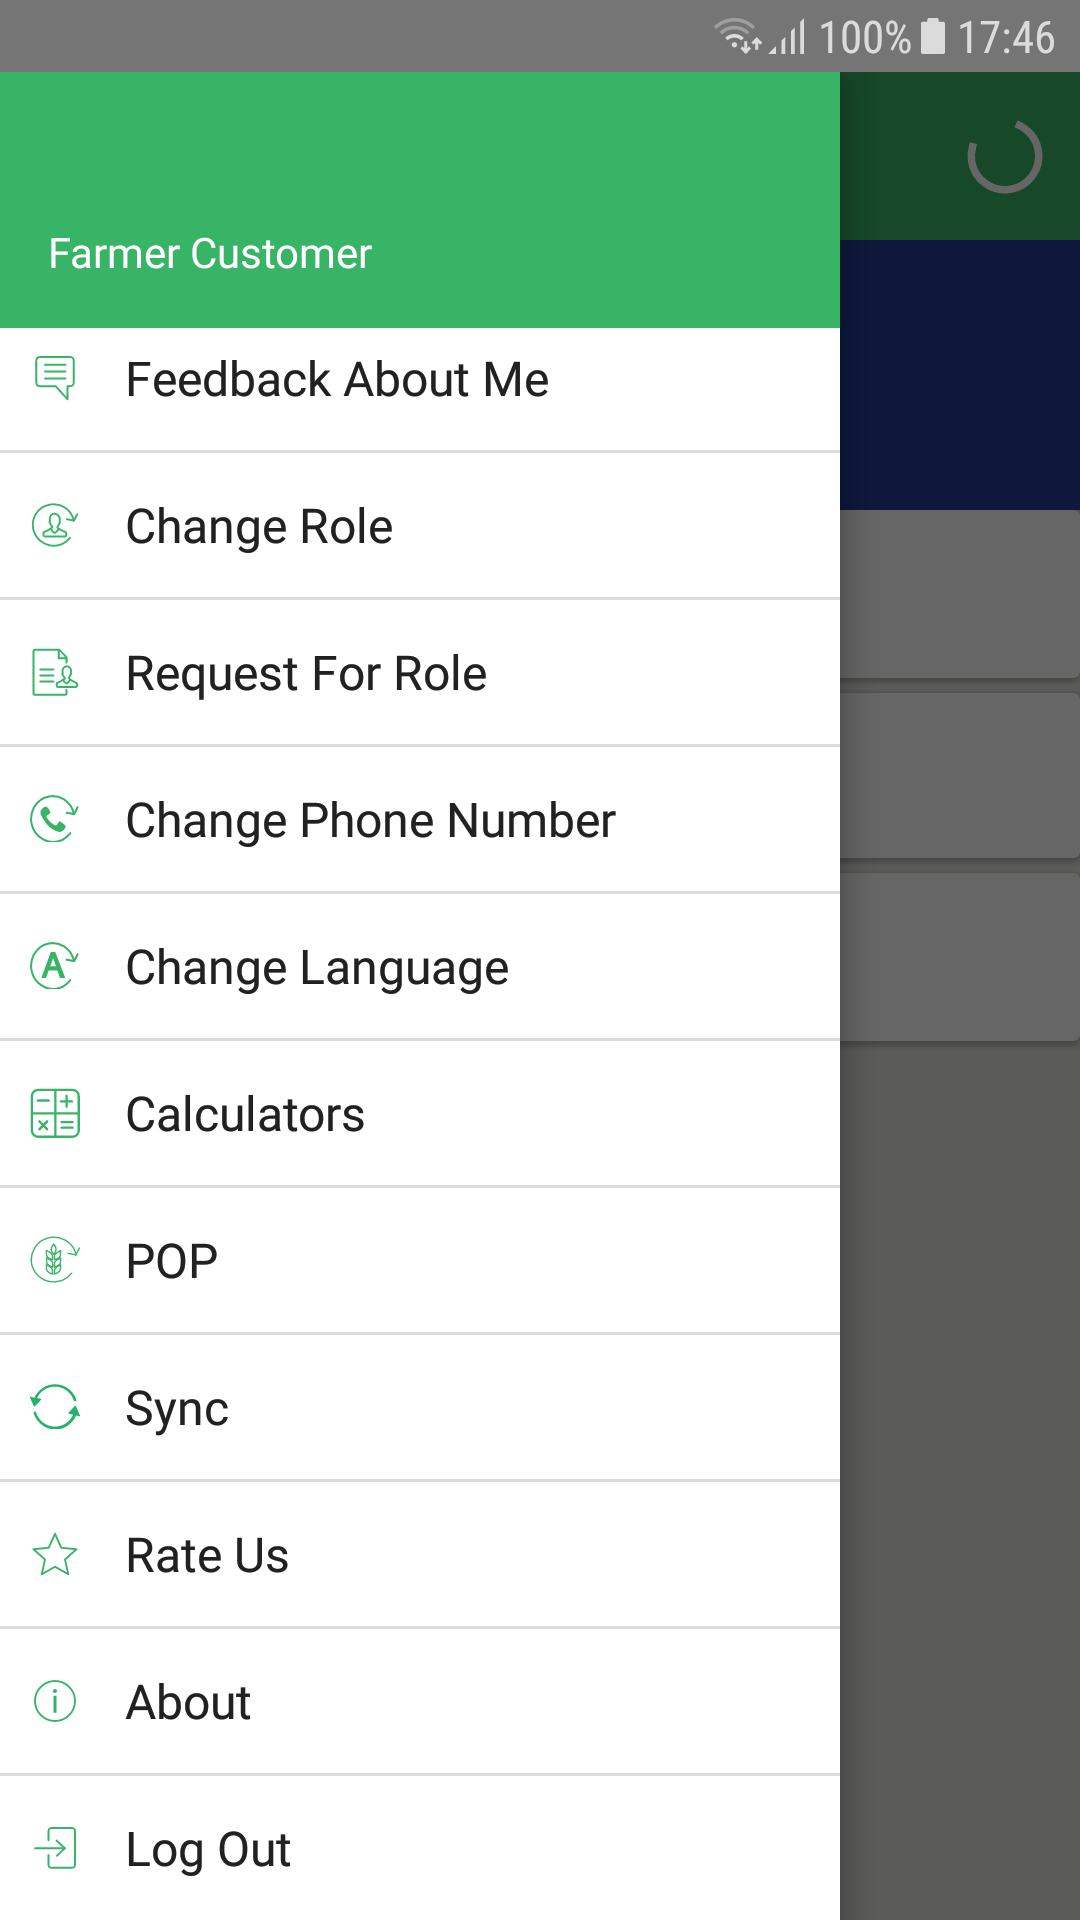 100% 17:46
Farmer Customer
Feedback About Me
Change Role
Request For Role
Change Phone Number
Change Language
Calculators
POP
Sync
Rate Us
About
Log Out